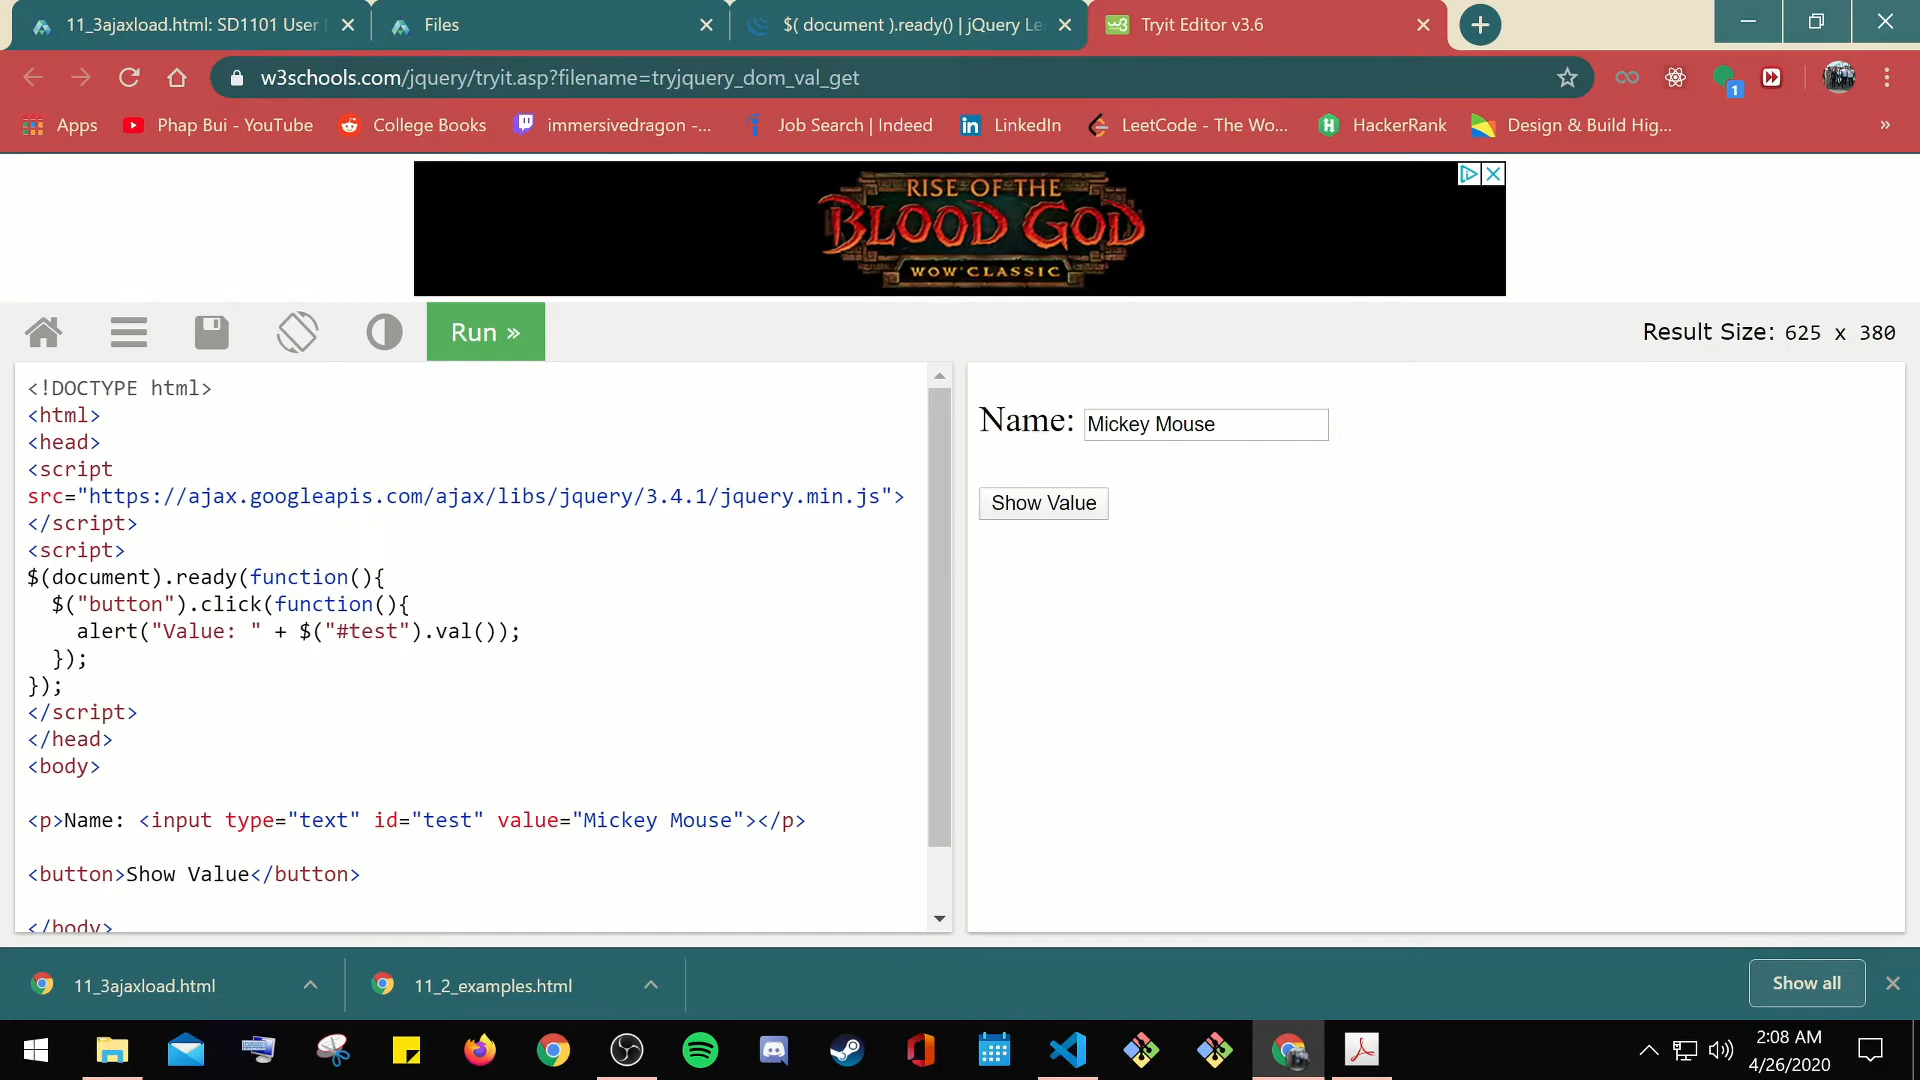 11_3ajaxload.html: SD1101 User
Files
$( document ).ready() | jQuery Le
Tryit Editor v3.6
w3schools.com/jquery/tryit.asp?filename=tryjquery_dom_val_get
1
Apps
Phap Bui - YouTube
College Books
immersivedragon -...
Job Search | Indeed
LinkedIn
LeetCode - The Wo...
HackerRank
Design & Build Hig...
»
RISE OF THE
BLOOD GOD
WOW CLASSIC
Run »
Result Size: 625 x 380
<!DOCTYPE html>
<html>
<head>
<script
src="https://ajax.googleapis.com/ajax/libs/jquery/3.4.1/jquery.min.js">
</script>
<script>
$(document).ready(function(){
  $("button").click(function(){
    alert("Value: " + $("#test").val());
  });
});
</script>
</head>
<body>
<p>Name: <input type="text" id="test" value="Mickey Mouse"></p>
<button>Show Value</button>
</body>
Name: Mickey Mouse
Show Value
11_3ajaxload.html
11_2_examples.html
Show all
2:08 AM
4/26/2020